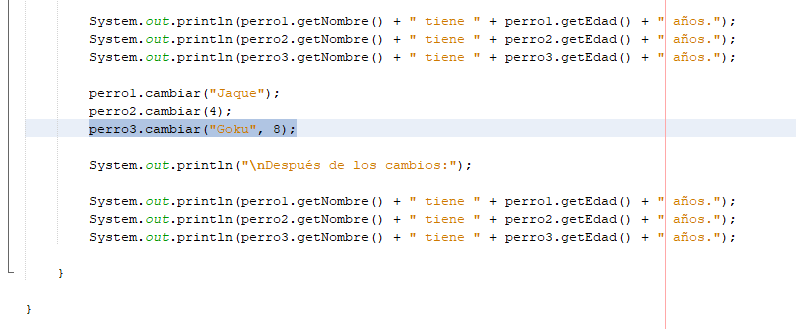 System.out.println(perro1.getNombre() + " tiene " + perro1.getEdad() + " años.");
System.out.println(perro2.getNombre() + " tiene " + perro2.getEdad() + " años.");
System.out.println(perro3.getNombre() + " tiene " + perro3.getEdad() + " años.");
perro1.cambiar("Jaque");
perro2.cambiar(4);
perro3.cambiar("Goku", 8);
System.out.println("\nDespués de los cambios:");
System.out.println(perro1.getNombre() + " tiene " + perro1.getEdad() + " años.");
System.out.println(perro2.getNombre() + " tiene " + perro2.getEdad() + " años.");
System.out.println(perro3.getNombre() + " tiene " + perro3.getEdad() + " años.");
}
}